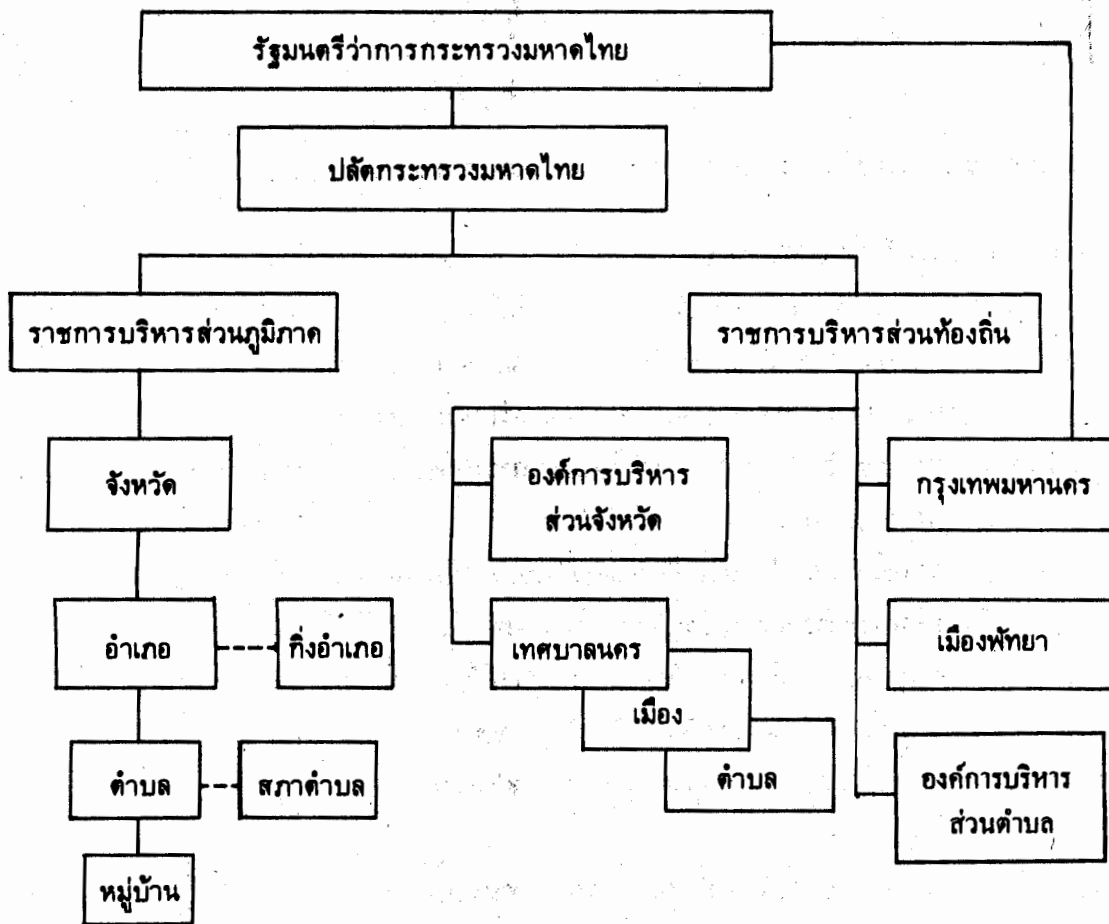 รัฐมนตรีว่าการกระทรวงมหาดไทย
ปลัดกระทรวงมหาดไทย
ราชการบริหารส่วนภูมิภาค
ราชการบริหารส่วนท้องถิ่น
จังหวัด
องค์การบริหาร
ส่วนจังหวัด
กรุงเทพมหานคร
อำเภอ
กิ่งอำเภอ
เทศบาลนคร
เมือง
ตำบล
เมืองพัทยา
ตำบล
สภาตำบล
องค์การบริหาร
ส่วนตำบล
หมู่บ้าน